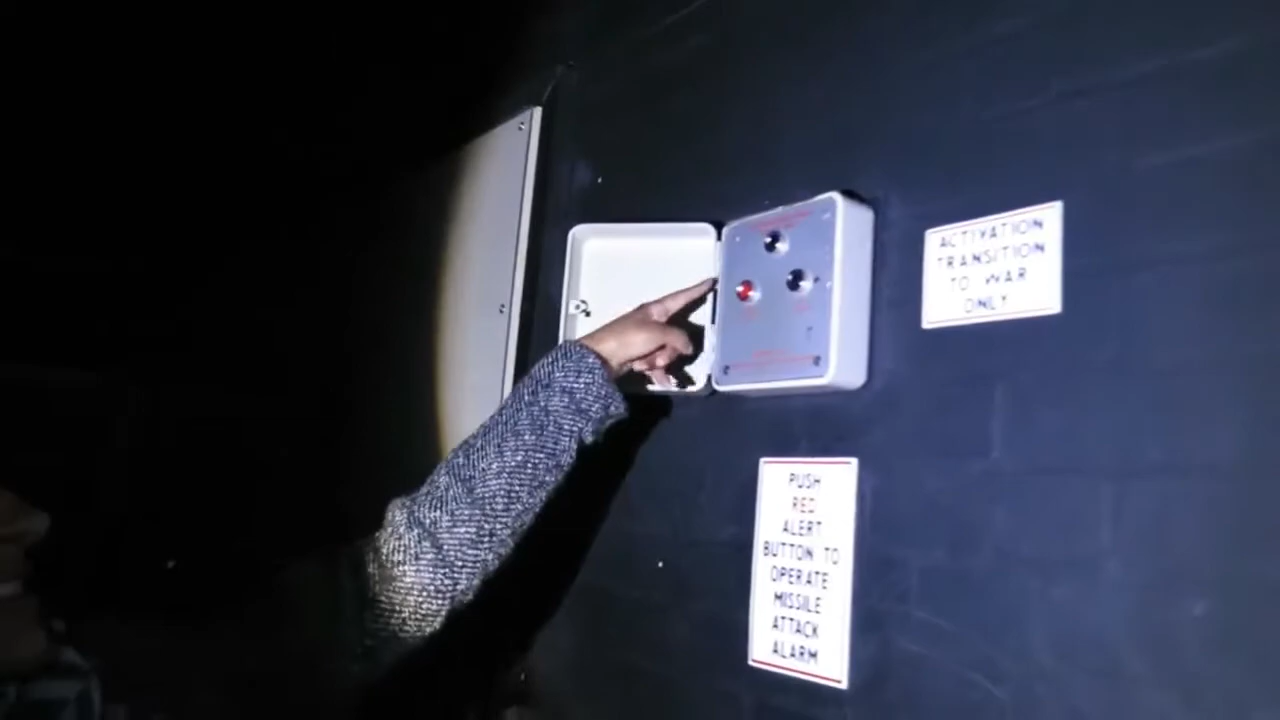 ACTIVATION
TRANSITION
TO WAR
ONLY
PUSH
RED
ALERT
BUTTON TO
OPERATE
MISSILE
ATTACK
ALARM